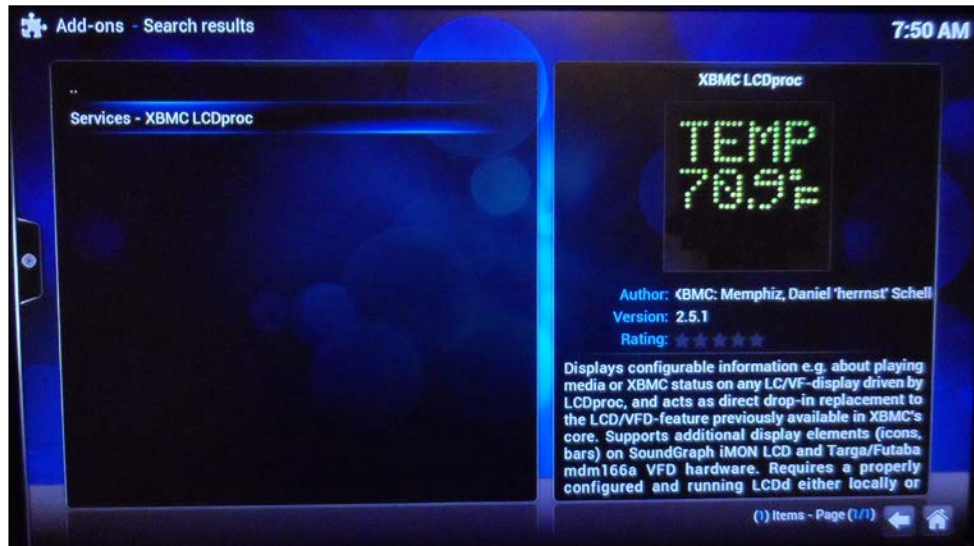 Add-ons - Search results
7:50 AM
..
Services - XBMC LCDproc
XBMC LCDproc
TEMP
70.9°F
Author: XBMC: Memphiz, Daniel 'herrnst' Schell
Version: 2.5.1
Rating:
Displays configurable information e.g. about playing
media or XBMC status on any LC/VF-display driven by
LCDproc, and acts as direct drop-in replacement to
the LCD/VFD-feature previously available in XBMC's
core. Supports additional display elements (icons,
bars) on SoundGraph iMON LCD and Targa/Futaba
mdm166a VFD hardware. Requires a properly
configured and running LCDd either locally or
(1) Items - Page (1/1)